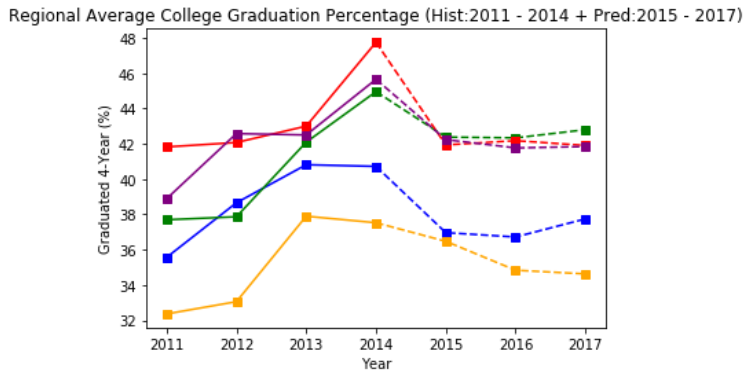 Regional Average College Graduation Percentage (Hist:2011 - 2014 + Pred:2015 - 2017)
48
46
44
42
40
38
36
34
32
Graduated 4-Year (%)
2011 2012 2013 2014 2015 2016 2017
Year